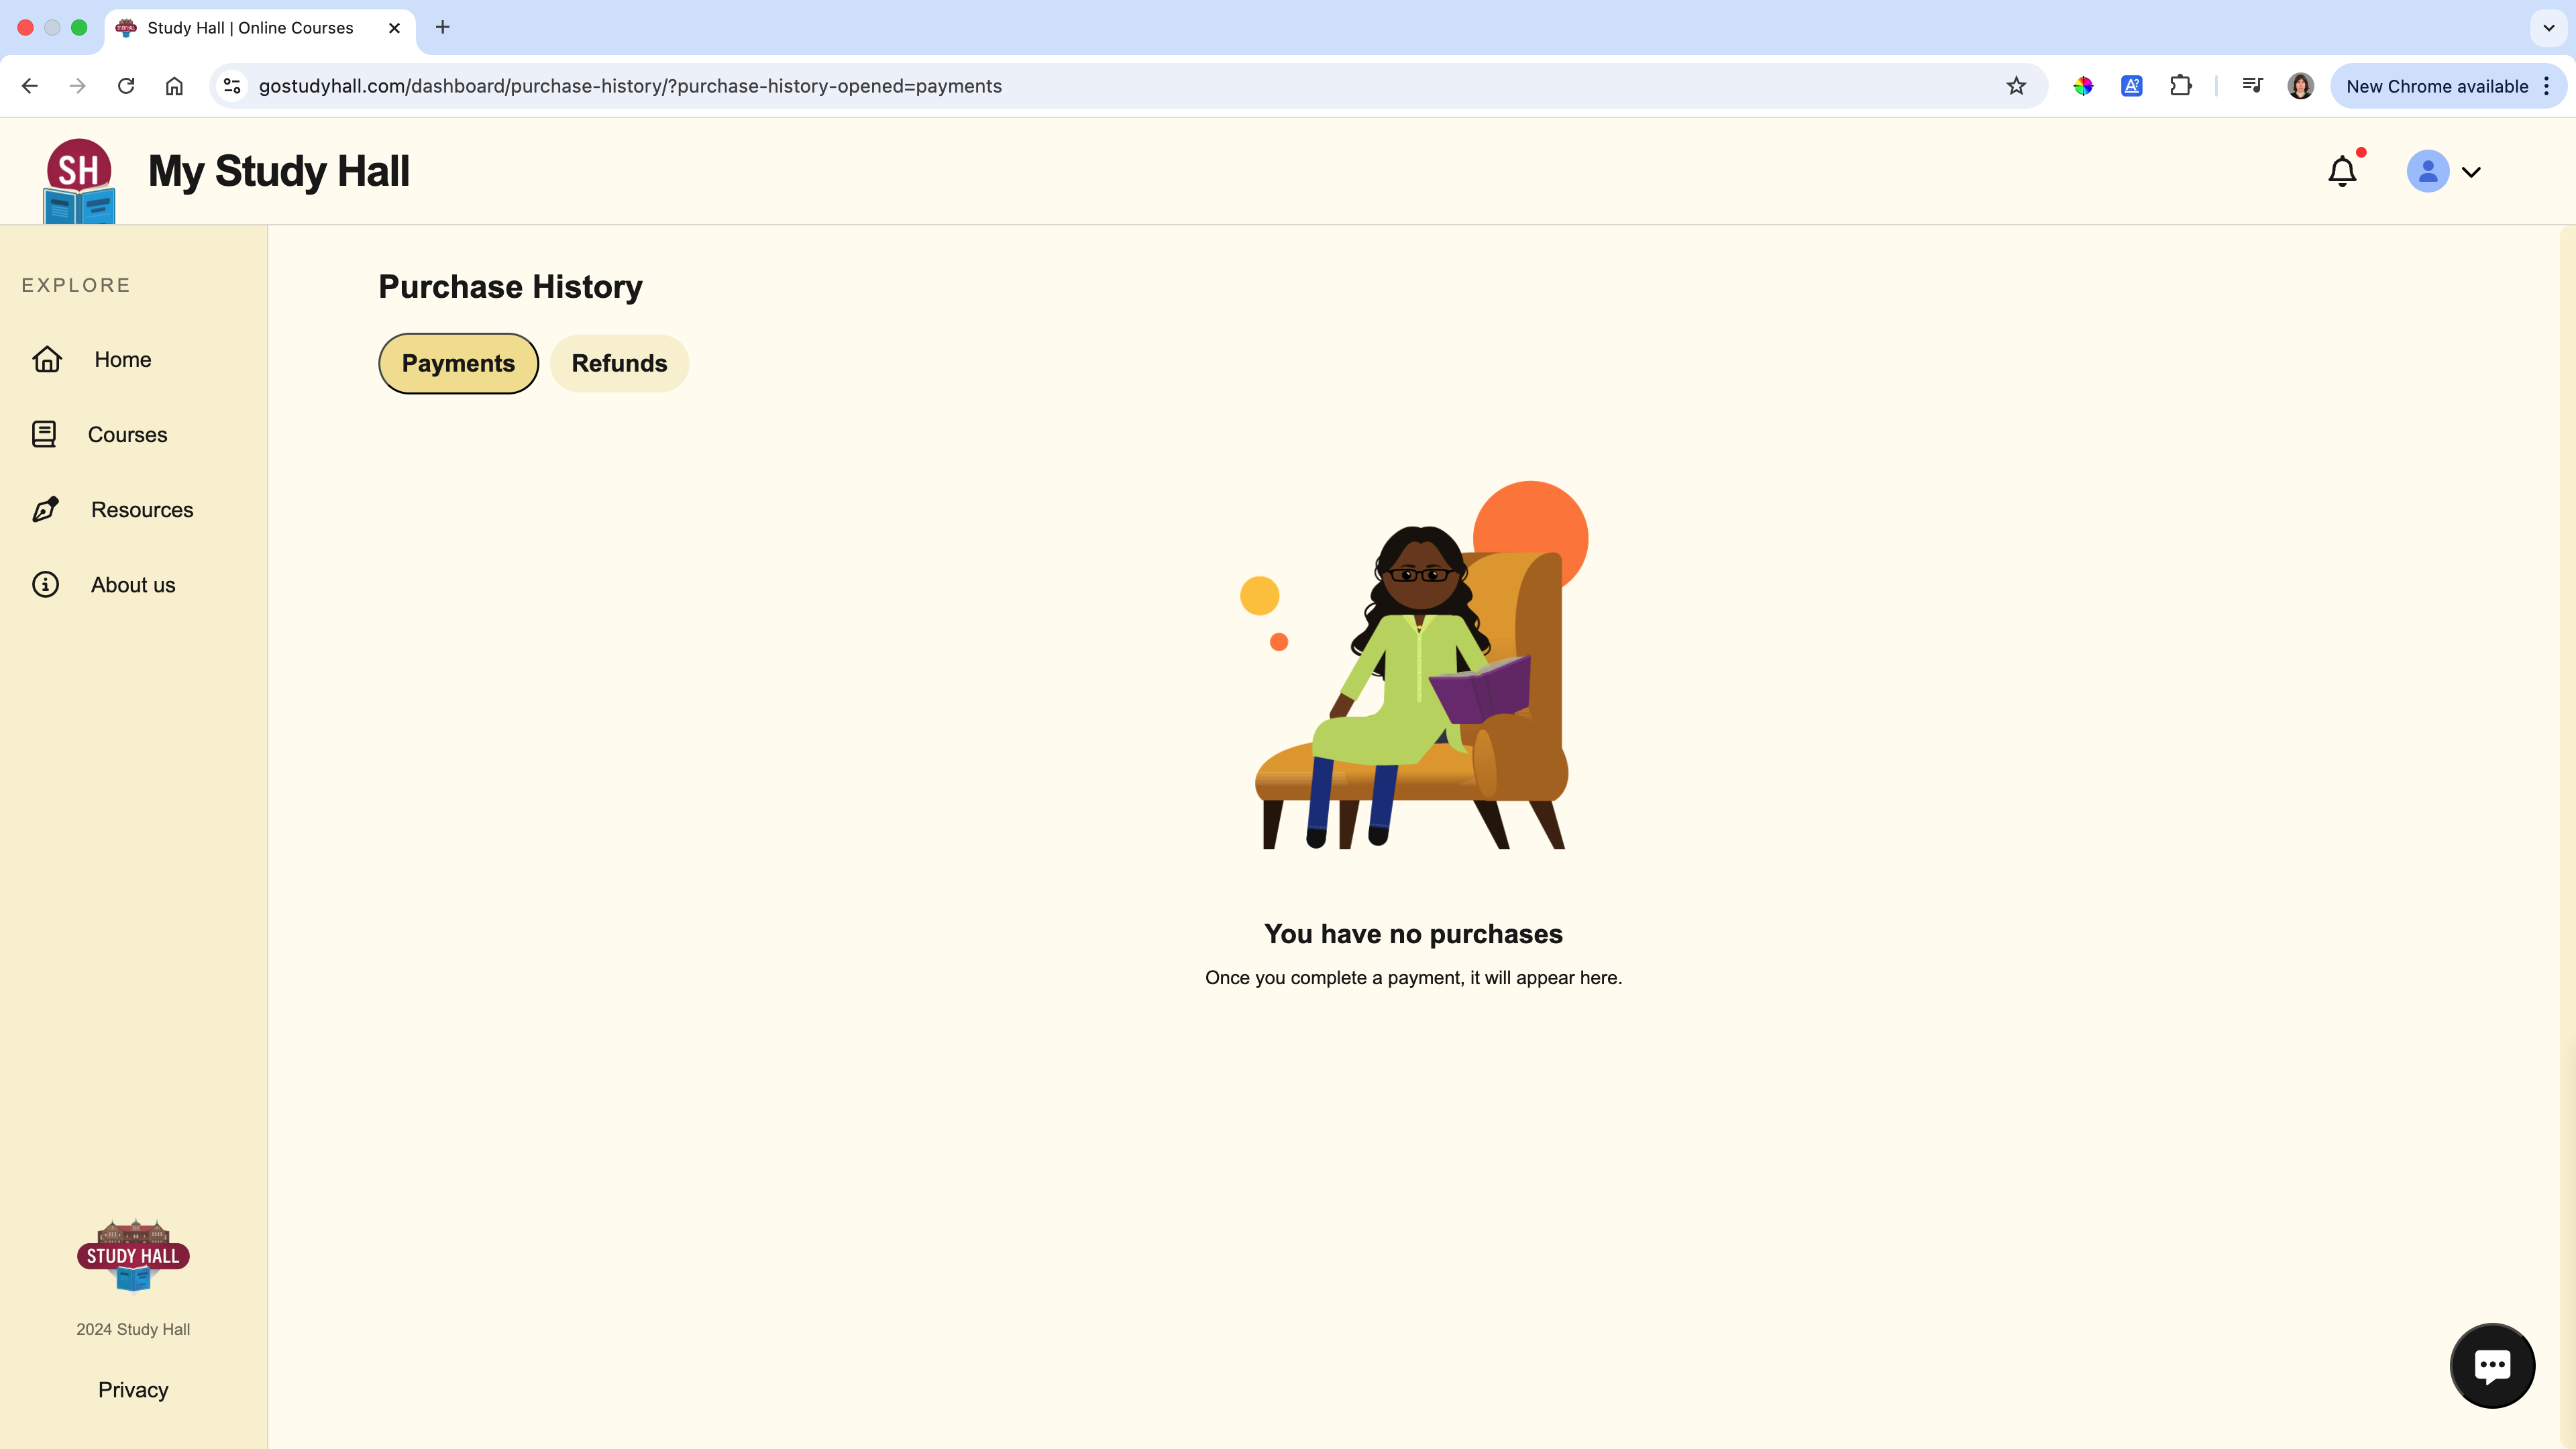 Study Hall | Online Courses
gostudyhall.com/dashboard/purchase-history/?purchase-history-opened=payments
New Chrome available
SH
My Study Hall
EXPLORE
Home
Courses
Resources
About us
Purchase History
Payments
Refunds
You have no purchases
Once you complete a payment, it will appear here.
STUDY HALL
2024 Study Hall
Privacy